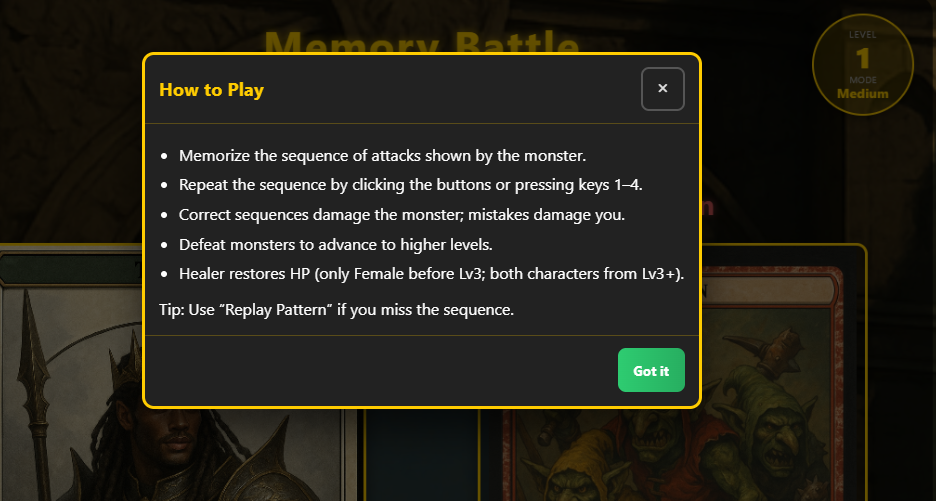 Memory Battle
LEVEL
1
MODE
Medium
How to Play
×
• Memorize the sequence of attacks shown by the monster.
• Repeat the sequence by clicking the buttons or pressing keys 1–4.
• Correct sequences damage the monster; mistakes damage you.
• Defeat monsters to advance to higher levels.
• Healer restores HP (only Female before Lv3; both characters from Lv3+).
Tip: Use “Replay Pattern” if you miss the sequence.
Got it